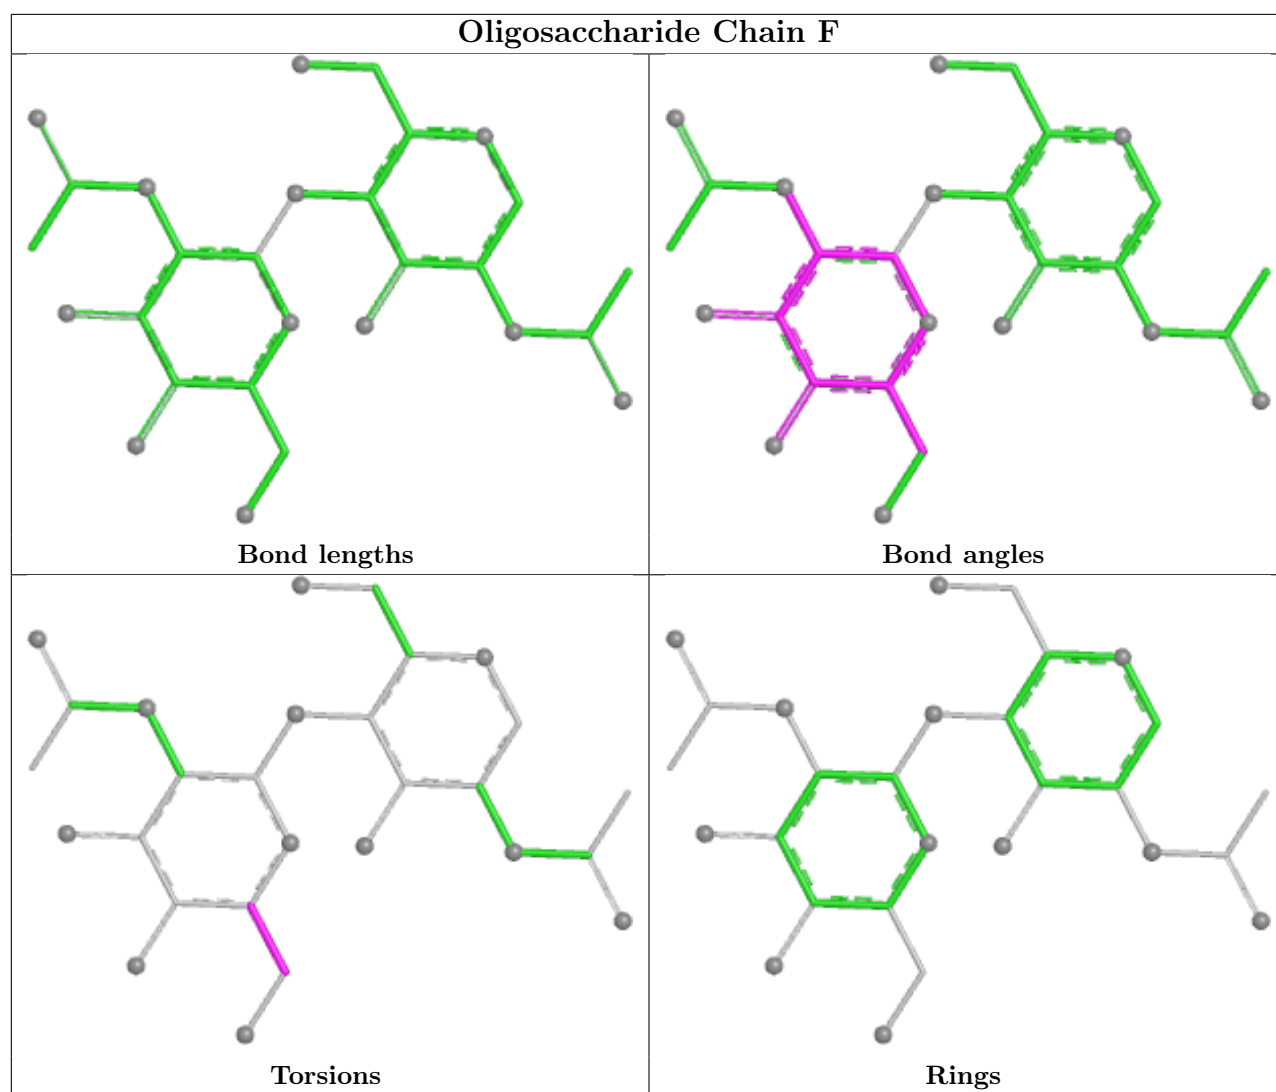 Oligosaccharide Chain F
Bond lengths
Bond angles
Torsions
Rings